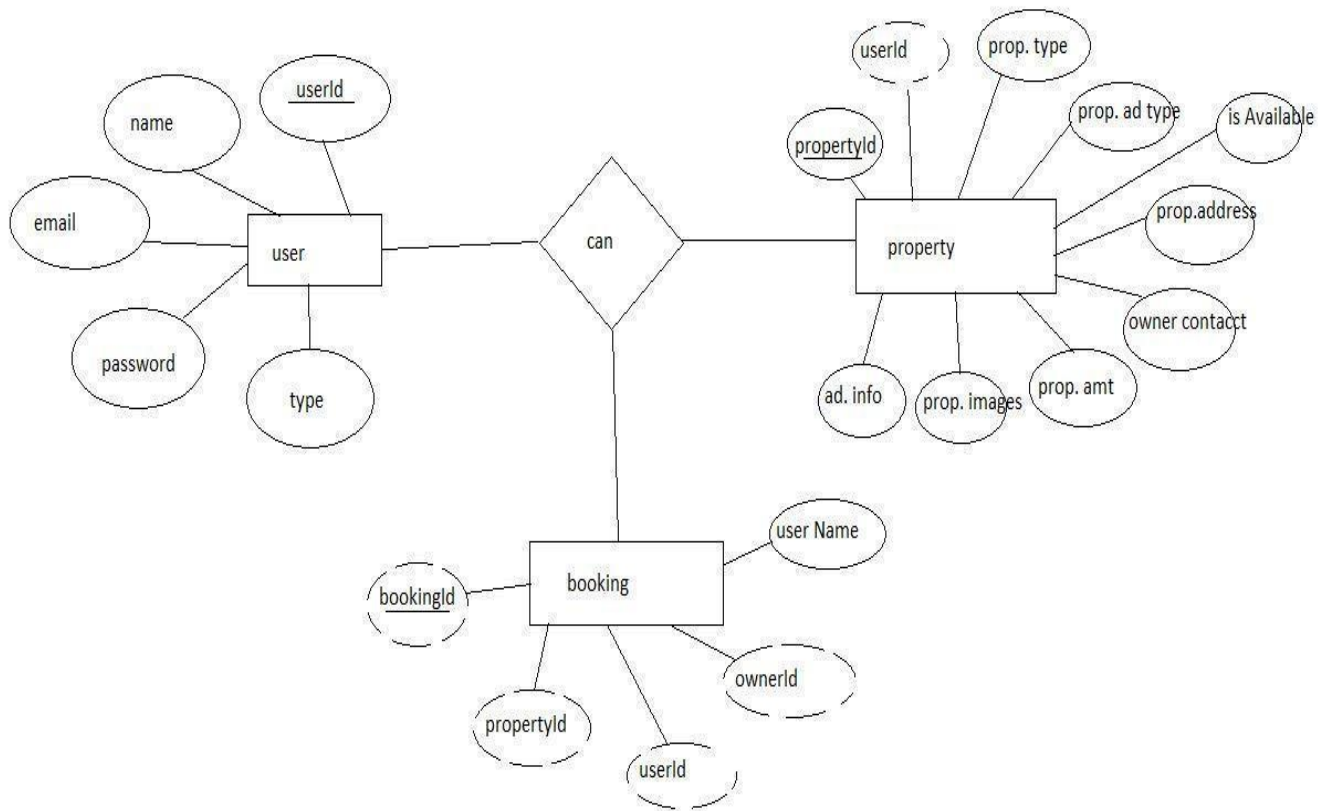 userId
name
email
user
password
type
can
userId
prop. type
prop. ad type
is Available
propertyId
prop.address
property
owner contacct
ad. info
prop. images
prop. amt
user Name
bookingId
booking
ownerId
propertyId
userId